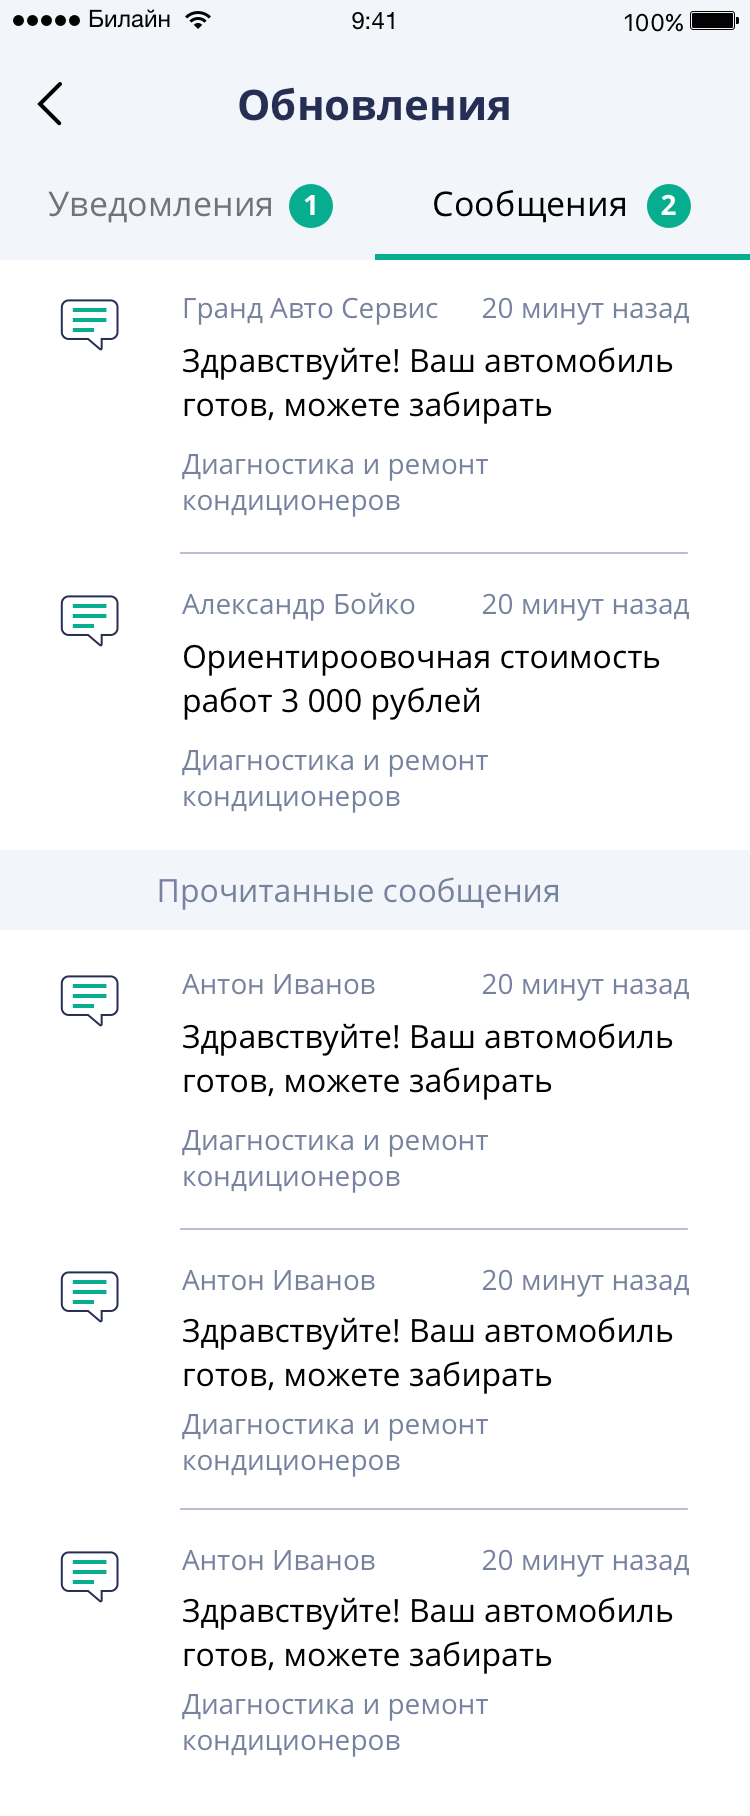 Билайн 9:41 100%
Обновления
Уведомления 1 Сообщения 2
Гранд Авто Сервис 20 минут назад
Здравствуйте! Ваш автомобиль
готов, можете забирать
Диагностика и ремонт
кондиционеров
Александр Бойко 20 минут назад
Ориентироовочная стоимость
работ 3 000 рублей
Диагностика и ремонт
кондиционеров
Прочитанные сообщения
Антон Иванов 20 минут назад
Здравствуйте! Ваш автомобиль
готов, можете забирать
Диагностика и ремонт
кондиционеров
Антон Иванов 20 минут назад
Здравствуйте! Ваш автомобиль
готов, можете забирать
Диагностика и ремонт
кондиционеров
Антон Иванов 20 минут назад
Здравствуйте! Ваш автомобиль
готов, можете забирать
Диагностика и ремонт
кондиционеров